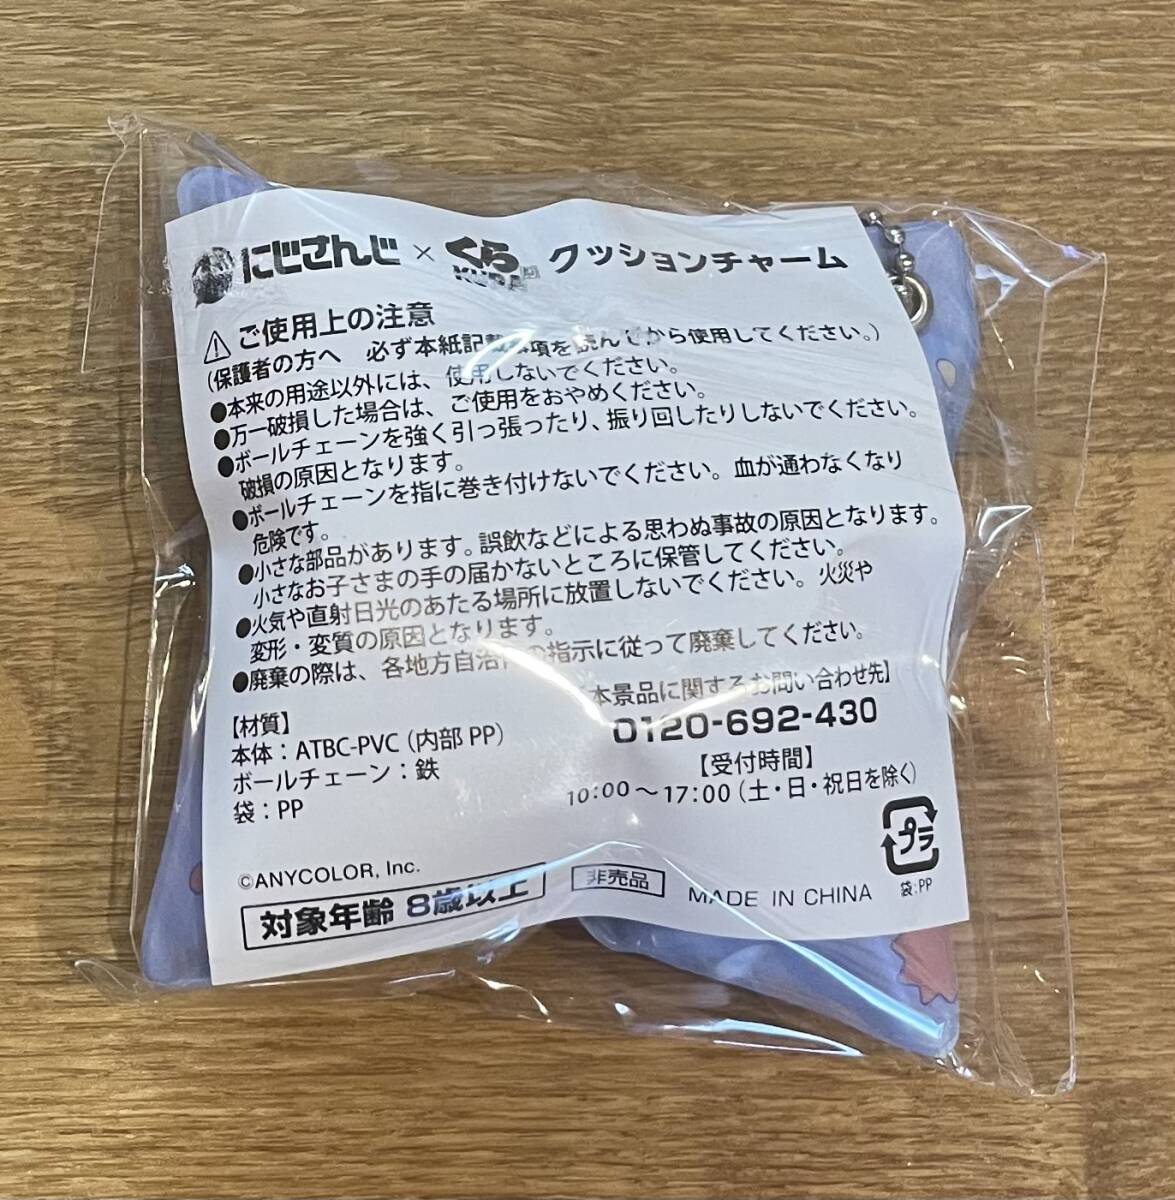 にじさんじ × くら KURA クッションチャーム
ご使用上の注意
(保護者の方へ 必ず本紙記載事項を読んでから使用してください。)
●本来の用途以外には、使用しないでください。
●万一破損した場合は、ご使用をおやめください。
●ボールチェーンを強く引っ張ったり、振り回したりしないでください。
破損の原因となります。
●ボールチェーンを指に巻き付けないでください。血が通わなくなり
危険です。
●小さな部品があります。誤飲などによる思わぬ事故の原因となります。
小さなお子さまの手の届かないところに保管してください。
●火気や直射日光のあたる場所に放置しないでください。火災や
変形・変質の原因となります。
●廃棄の際は、各地方自治体の指示に従って廃棄してください。
【材質】
本体：ATBC-PVC（内部 PP）
ボールチェーン：鉄
袋：PP
【本景品に関するお問い合わせ先】
0120-692-430
【受付時間】
10:00～17:00（土・日・祝日を除く）
プラ
袋:PP
©ANYCOLOR, Inc.
対象年齢 8歳以上
非売品
MADE IN CHINA